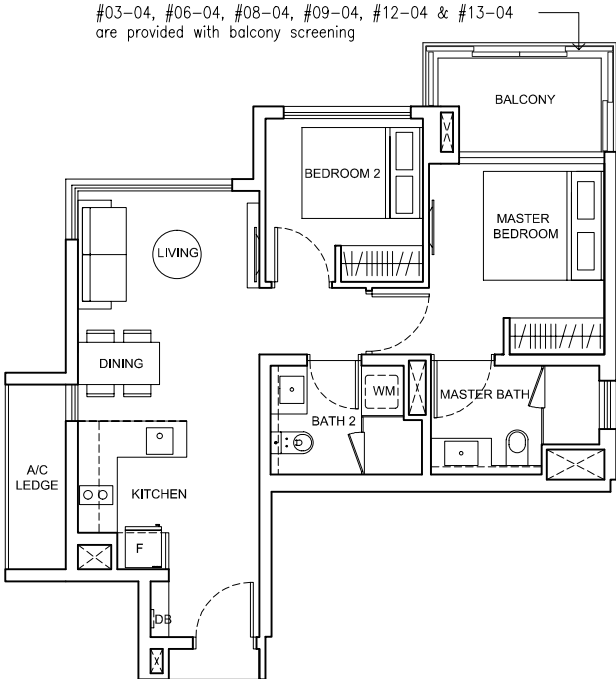 #03-04, #06-04, #08-04, #09-04, #12-04 & #13-04
are provided with balcony screening
BALCONY
BEDROOM 2
MASTER
BEDROOM
LIVING
DINING
WM
MASTER BATH
BATH 2
A/C
LEDGE
KITCHEN
F
DB